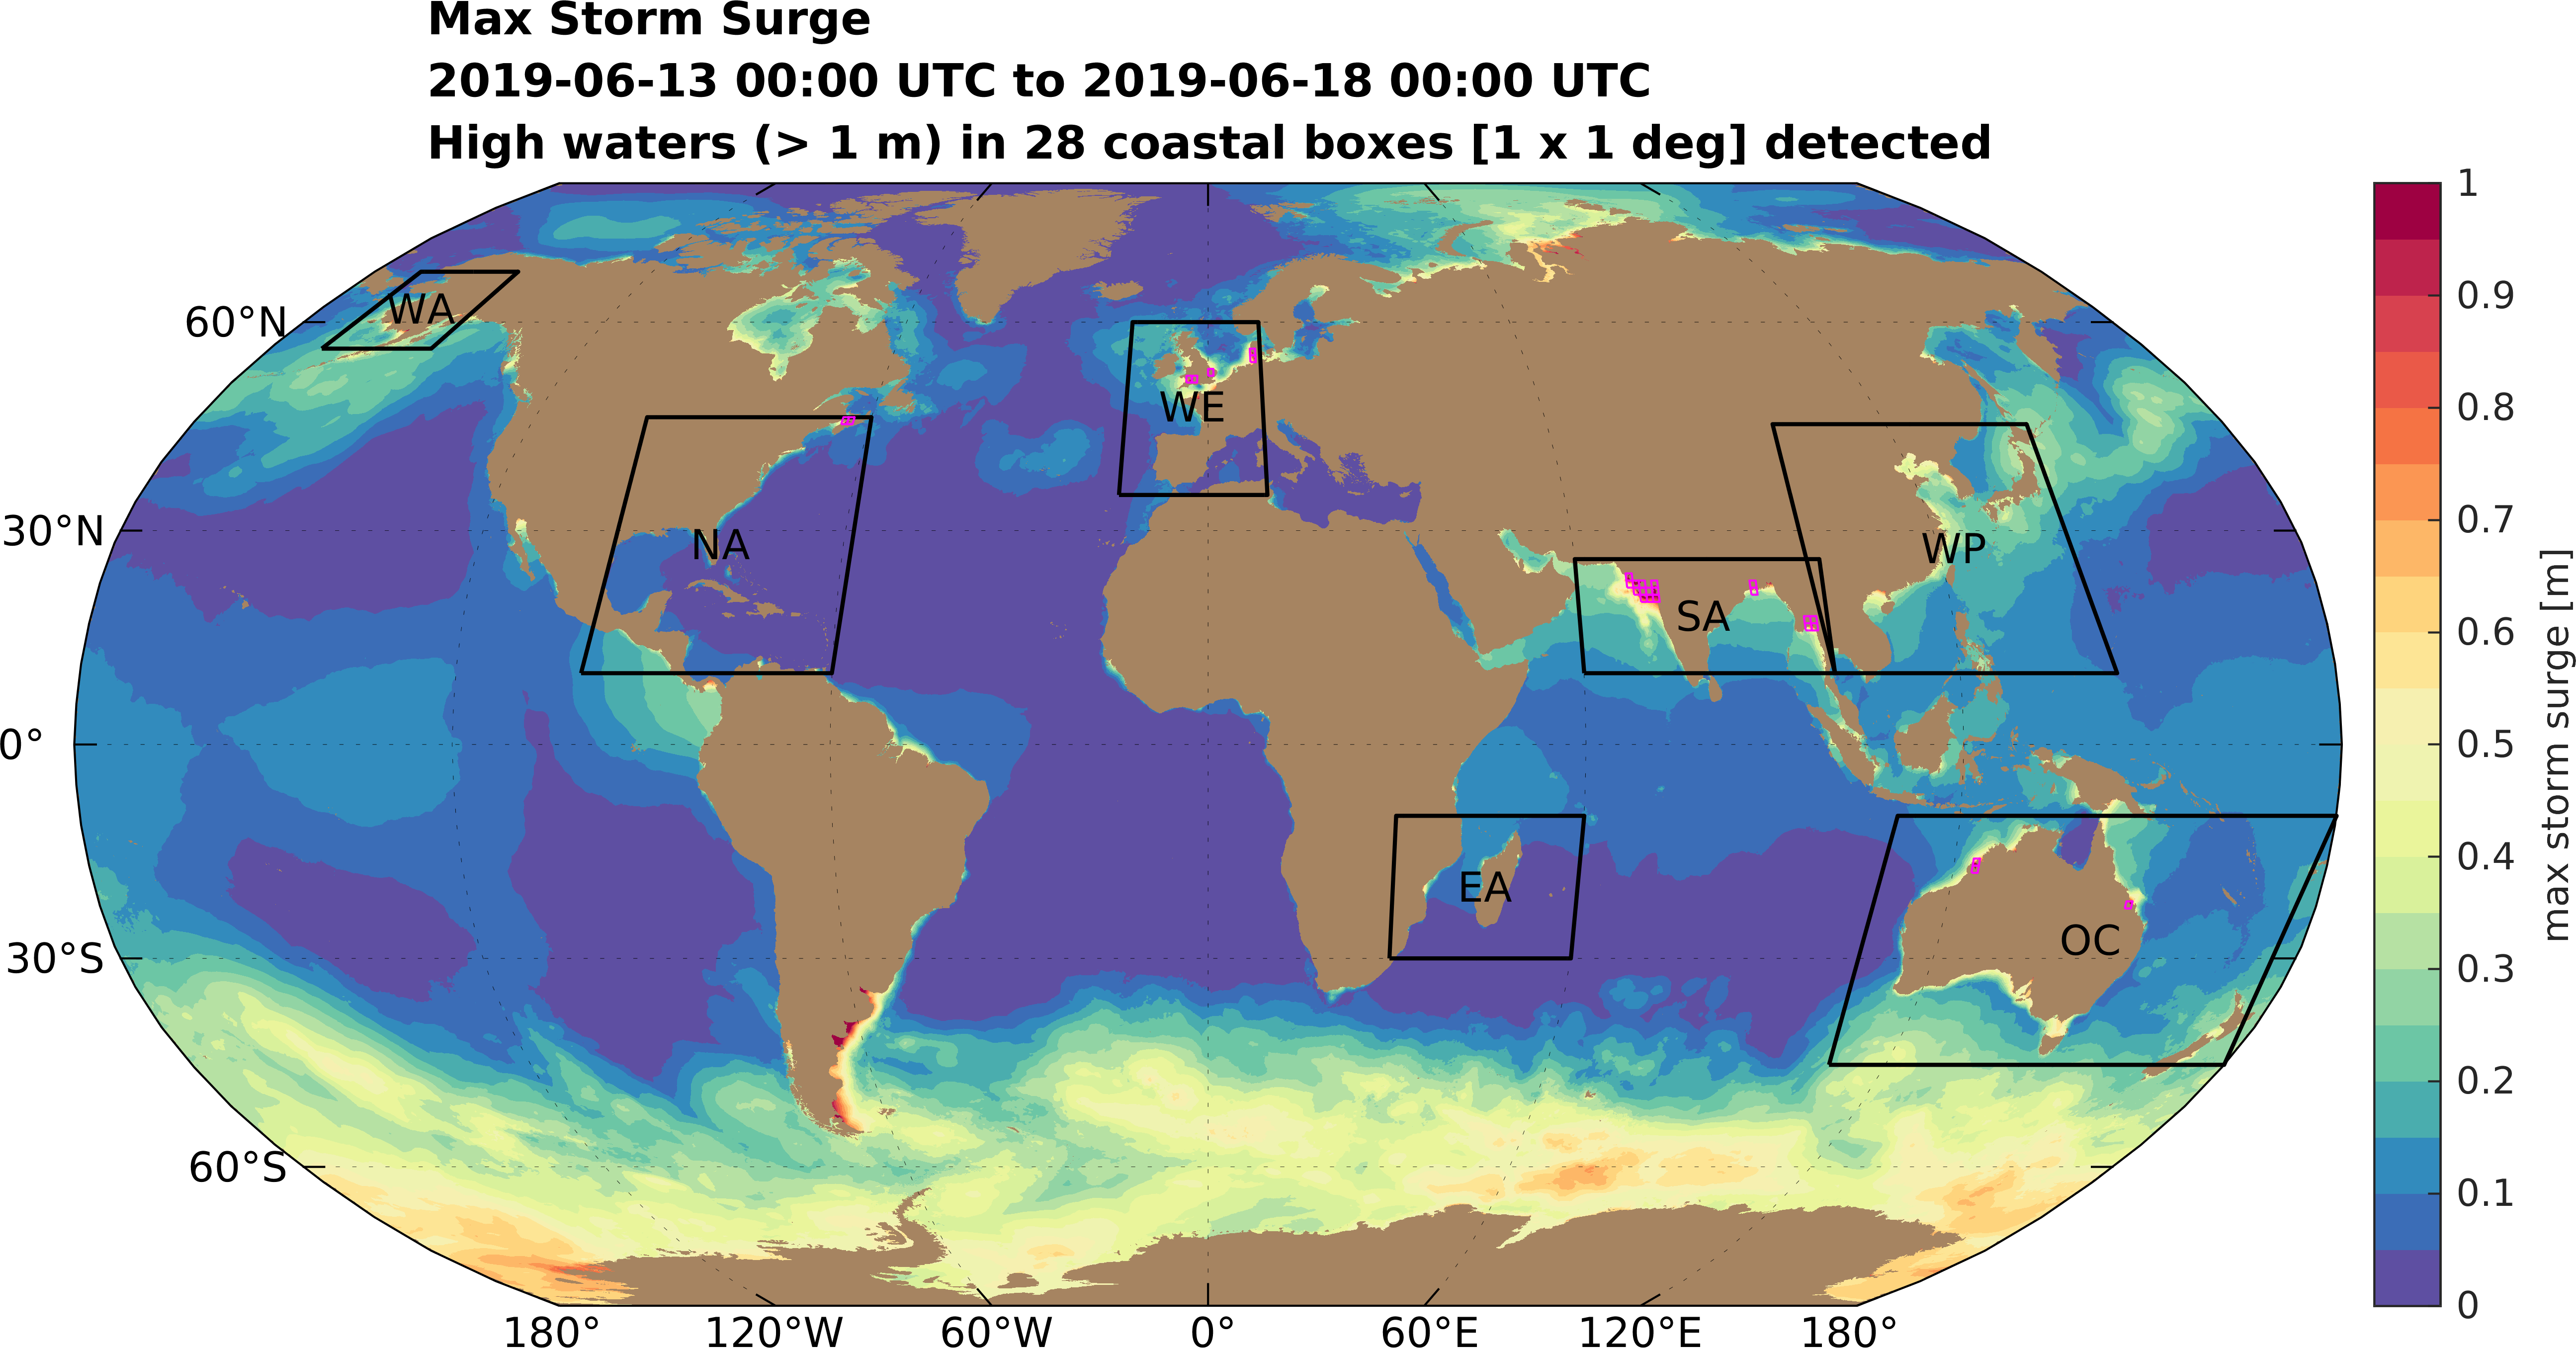 Max Storm Surge
2019-06-13 00:00 UTC to 2019-06-18 00:00 UTC
High waters (> 1 m) in 28 coastal boxes [1 x 1 deg] detected
60°N
30°N
0°
30°S
60°S
WA
NA
WE
SA
WP
EA
OC
180°
120°W
60°W
0°
60°E
120°E
180°
1
0.9
0.8
0.7
0.6
0.5
0.4
0.3
0.2
0.1
0
max storm surge [m]